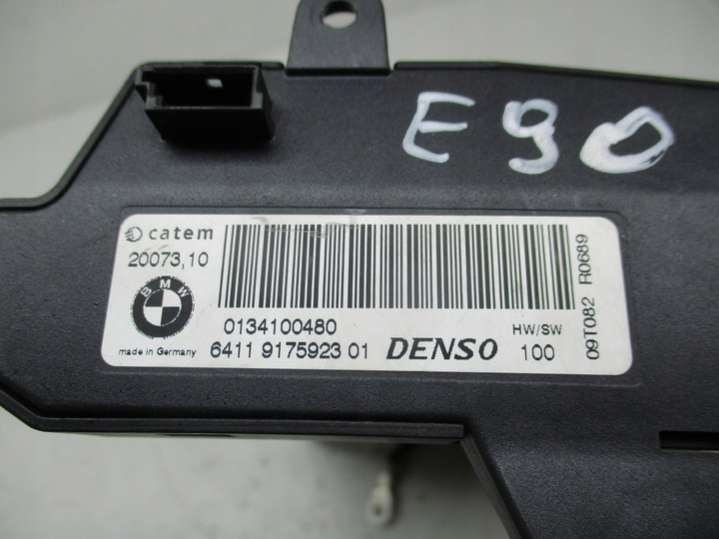 E90
catem
20073,10
BMW
0134100480
HW/SW
made in Germany
6411 9175923 01
DENSO
100
09T082 R0689